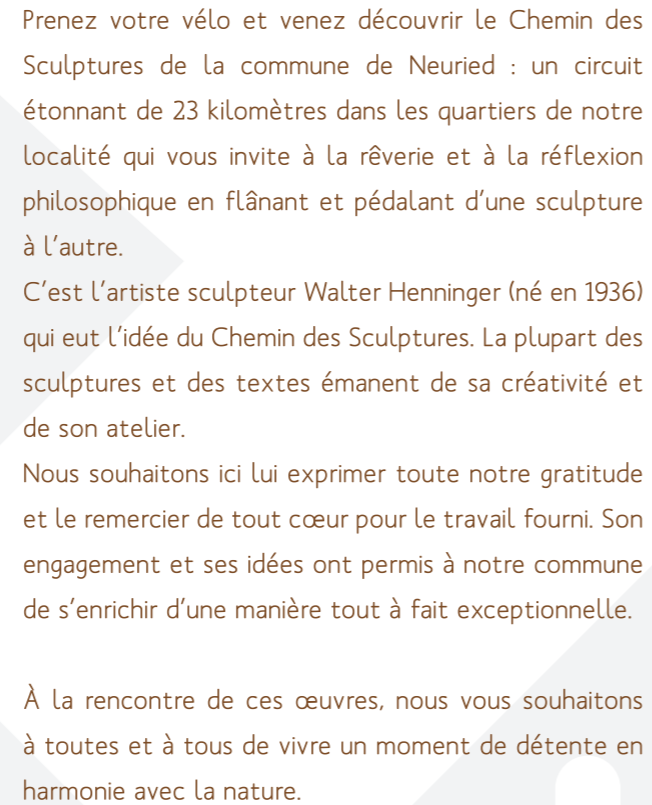 Prenez votre vélo et venez découvrir le Chemin des
Sculptures de la commune de Neuried : un circuit
étonnant de 23 kilomètres dans les quartiers de notre
localité qui vous invite à la rêverie et à la réflexion
philosophique en flânant et pédalant d’une sculpture
à l’autre.
C’est l’artiste sculpteur Walter Henninger (né en 1936)
qui eut l’idée du Chemin des Sculptures. La plupart des
sculptures et des textes émanent de sa créativité et
de son atelier.
Nous souhaitons ici lui exprimer toute notre gratitude
et le remercier de tout cœur pour le travail fourni. Son
engagement et ses idées ont permis à notre commune
de s’enrichir d’une manière tout à fait exceptionnelle.
À la rencontre de ces œuvres, nous vous souhaitons
à toutes et à tous de vivre un moment de détente en
harmonie avec la nature.